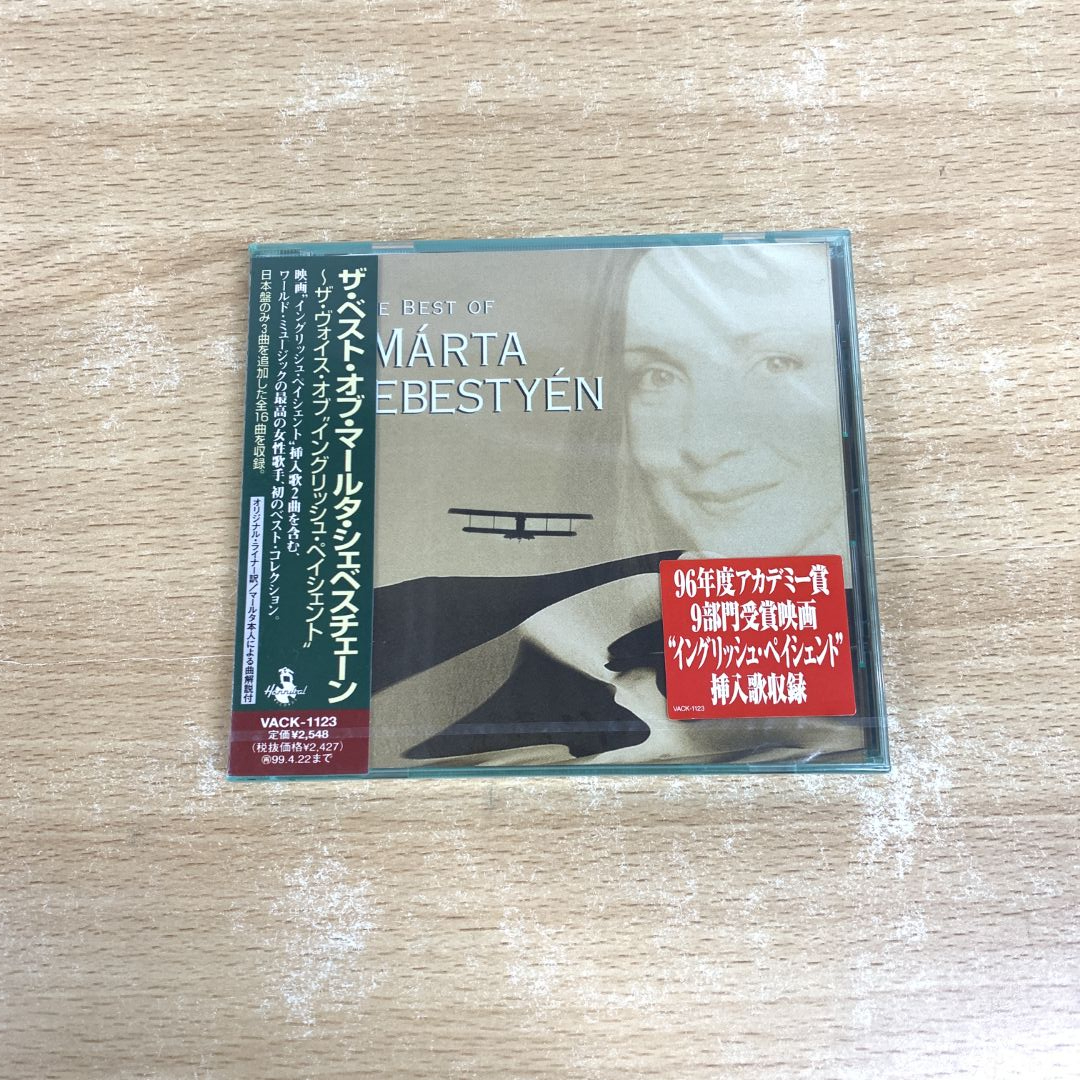 ザ・ベスト・オブ・マールタ・シェベスチェーン
〜ザ・ヴォイス・オブ“イングリッシュ・ペイシェント”
映画“イングリッシュ・ペイシェント”挿入歌2曲を含む、
ワールド・ミュージックの最高の女性歌手、初のベスト・コレクション。
日本盤のみ3曲を追加した全16曲を収録。
オリジナル・ライナー訳/マールタ本人による曲解説付
Hannibal
VACK-1123
定価¥2,548
(税抜価格¥2,427)
㋮99.4.22まで
E BEST OF
MÁRTA
EBESTYÉN
96年度アカデミー賞
9部門受賞映画
“イングリッシュ・ペイシェント”
挿入歌収録
VACK-1123